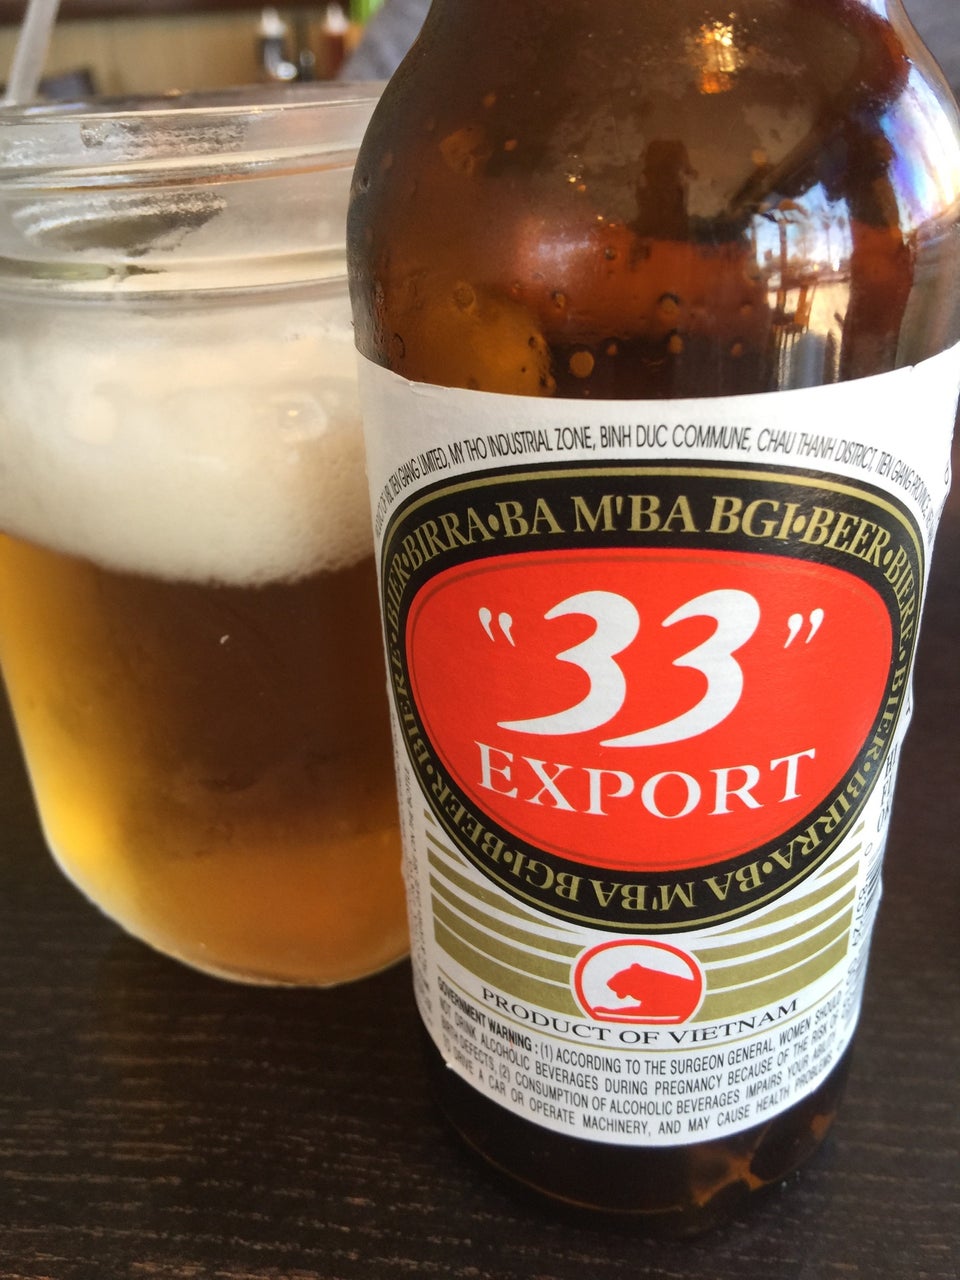 TIEN GIANG LIMITED, MY THO INDUSTRIAL ZONE, BINH DUC COMMUNE, CHAU THANH DISTRICT, TIEN GIANG PROVINCE
BIERE • BIER • BIRRA • BA M'BA BGI • BEER • BIERE • BIER • BIRRA • BA M'BA BGI • BEER
"33"
EXPORT
PRODUCT OF VIETNAM
GOVERNMENT WARNING : (1) ACCORDING TO THE SURGEON GENERAL, WOMEN SHOULD
NOT DRINK ALCOHOLIC BEVERAGES DURING PREGNANCY BECAUSE OF THE RISK OF
BIRTH DEFECTS, (2) CONSUMPTION OF ALCOHOLIC BEVERAGES IMPAIRS YOUR ABILITY
TO DRIVE A CAR OR OPERATE MACHINERY, AND MAY CAUSE HEALTH PROBLEMS